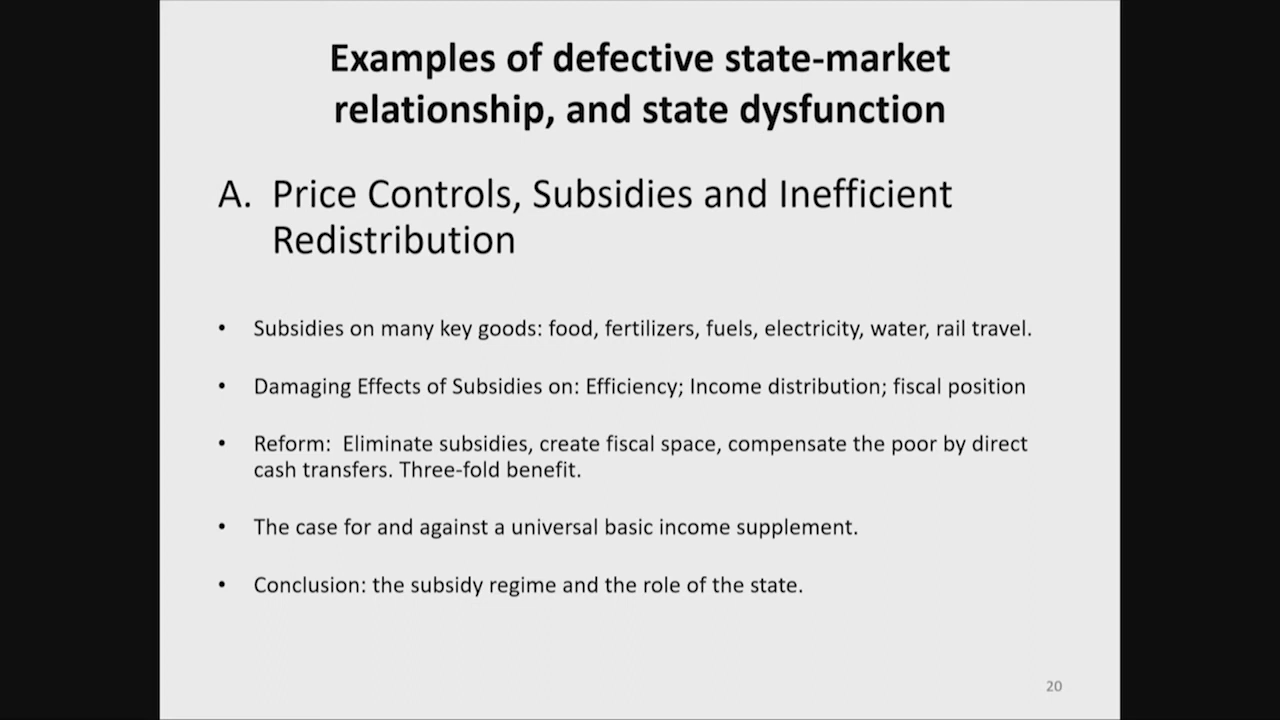 Examples of defective state-market
relationship, and state dysfunction
A. Price Controls, Subsidies and Inefficient
Redistribution
• Subsidies on many key goods: food, fertilizers, fuels, electricity, water, rail travel.
• Damaging Effects of Subsidies on: Efficiency; Income distribution; fiscal position
• Reform: Eliminate subsidies, create fiscal space, compensate the poor by direct
cash transfers. Three-fold benefit.
• The case for and against a universal basic income supplement.
• Conclusion: the subsidy regime and the role of the state.
20